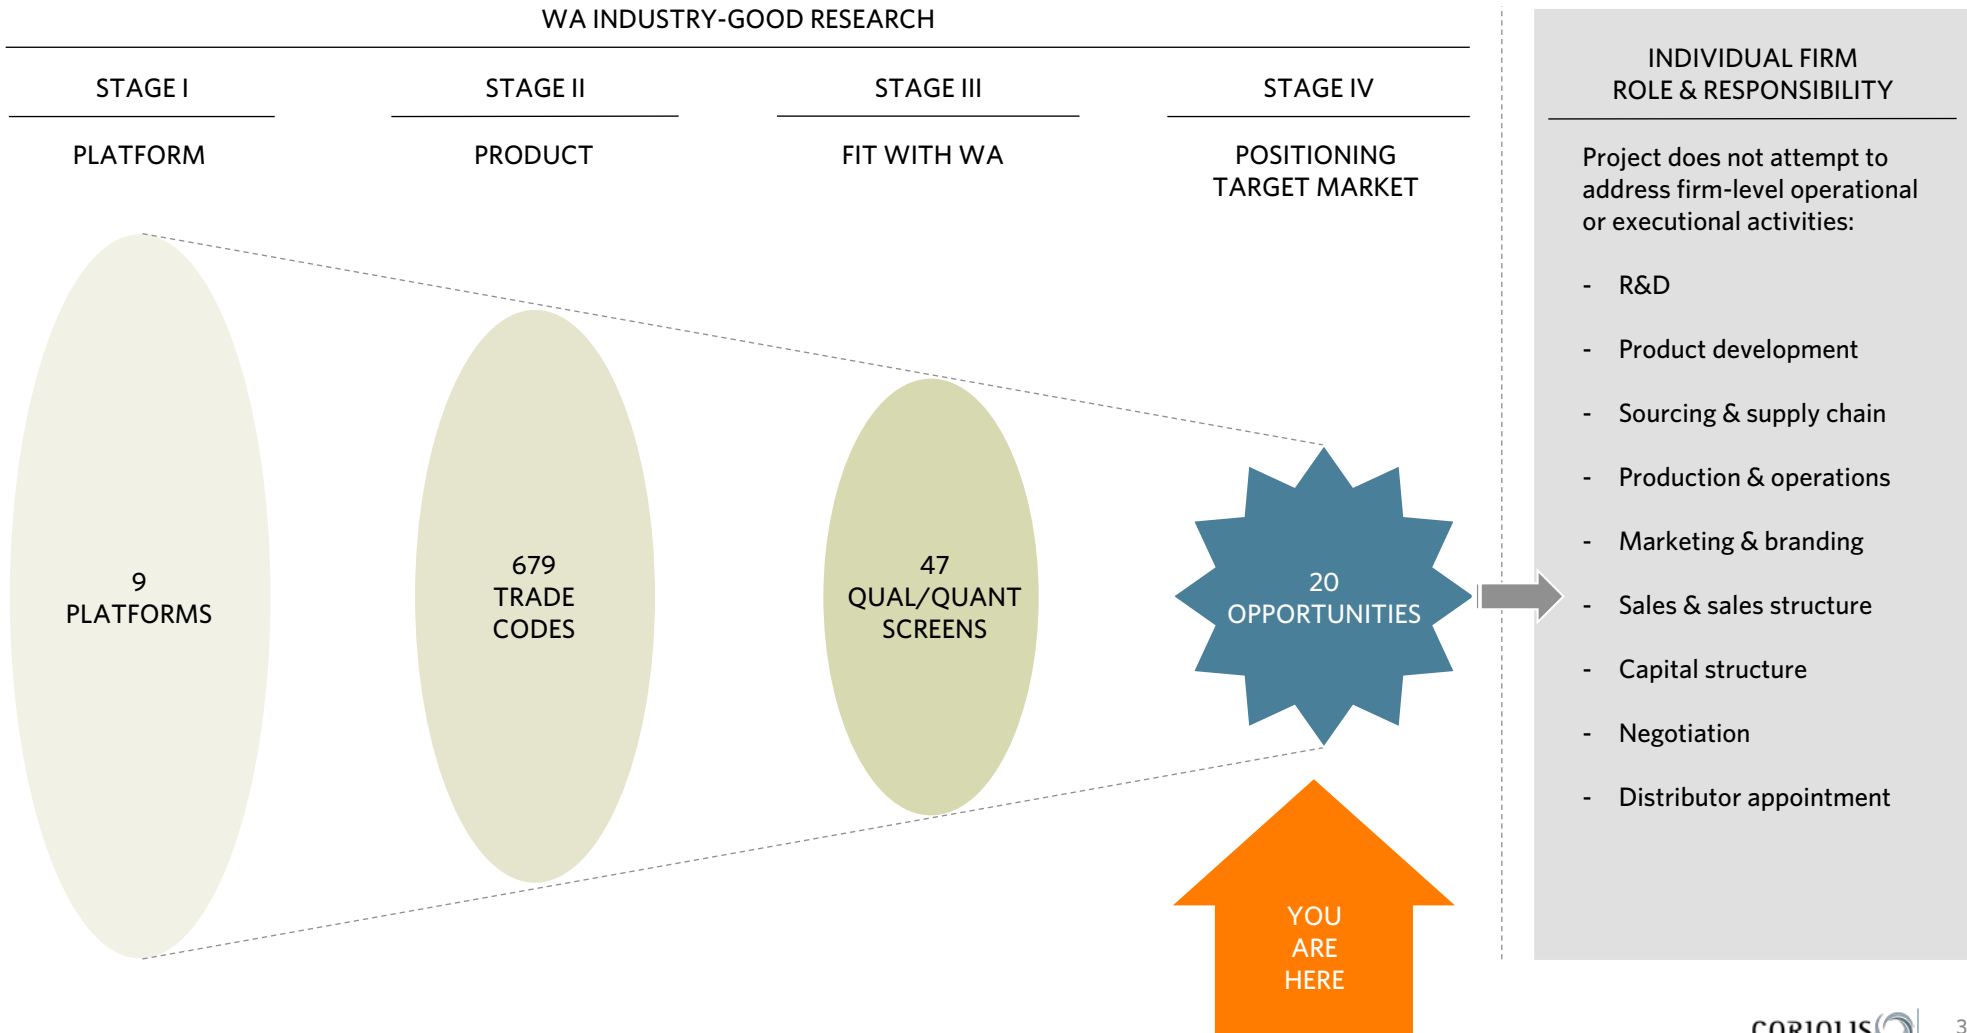 WA INDUSTRY-GOOD RESEARCH
STAGE I
PLATFORM
9
PLATFORMS
STAGE II
PRODUCT
679
TRADE
CODES
STAGE III
FIT WITH WA
47
QUAL/QUANT
SCREENS
STAGE IV
POSITIONING
TARGET MARKET
20
OPPORTUNITIES
YOU
ARE
HERE
INDIVIDUAL FIRM
ROLE & RESPONSIBILITY
Project does not attempt to
address firm-level operational
or executional activities:
- R&D
- Product development
- Sourcing & supply chain
- Production & operations
- Marketing & branding
- Sales & sales structure
- Capital structure
- Negotiation
- Distributor appointment
CORIOLIS
3